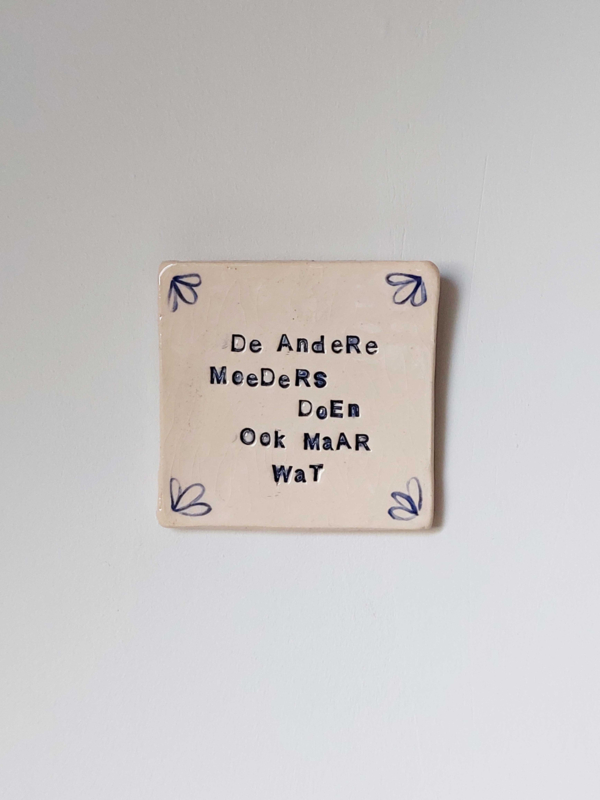 De AndeRe
MoeDeRS
DoEn
Ook MaAR
WaT